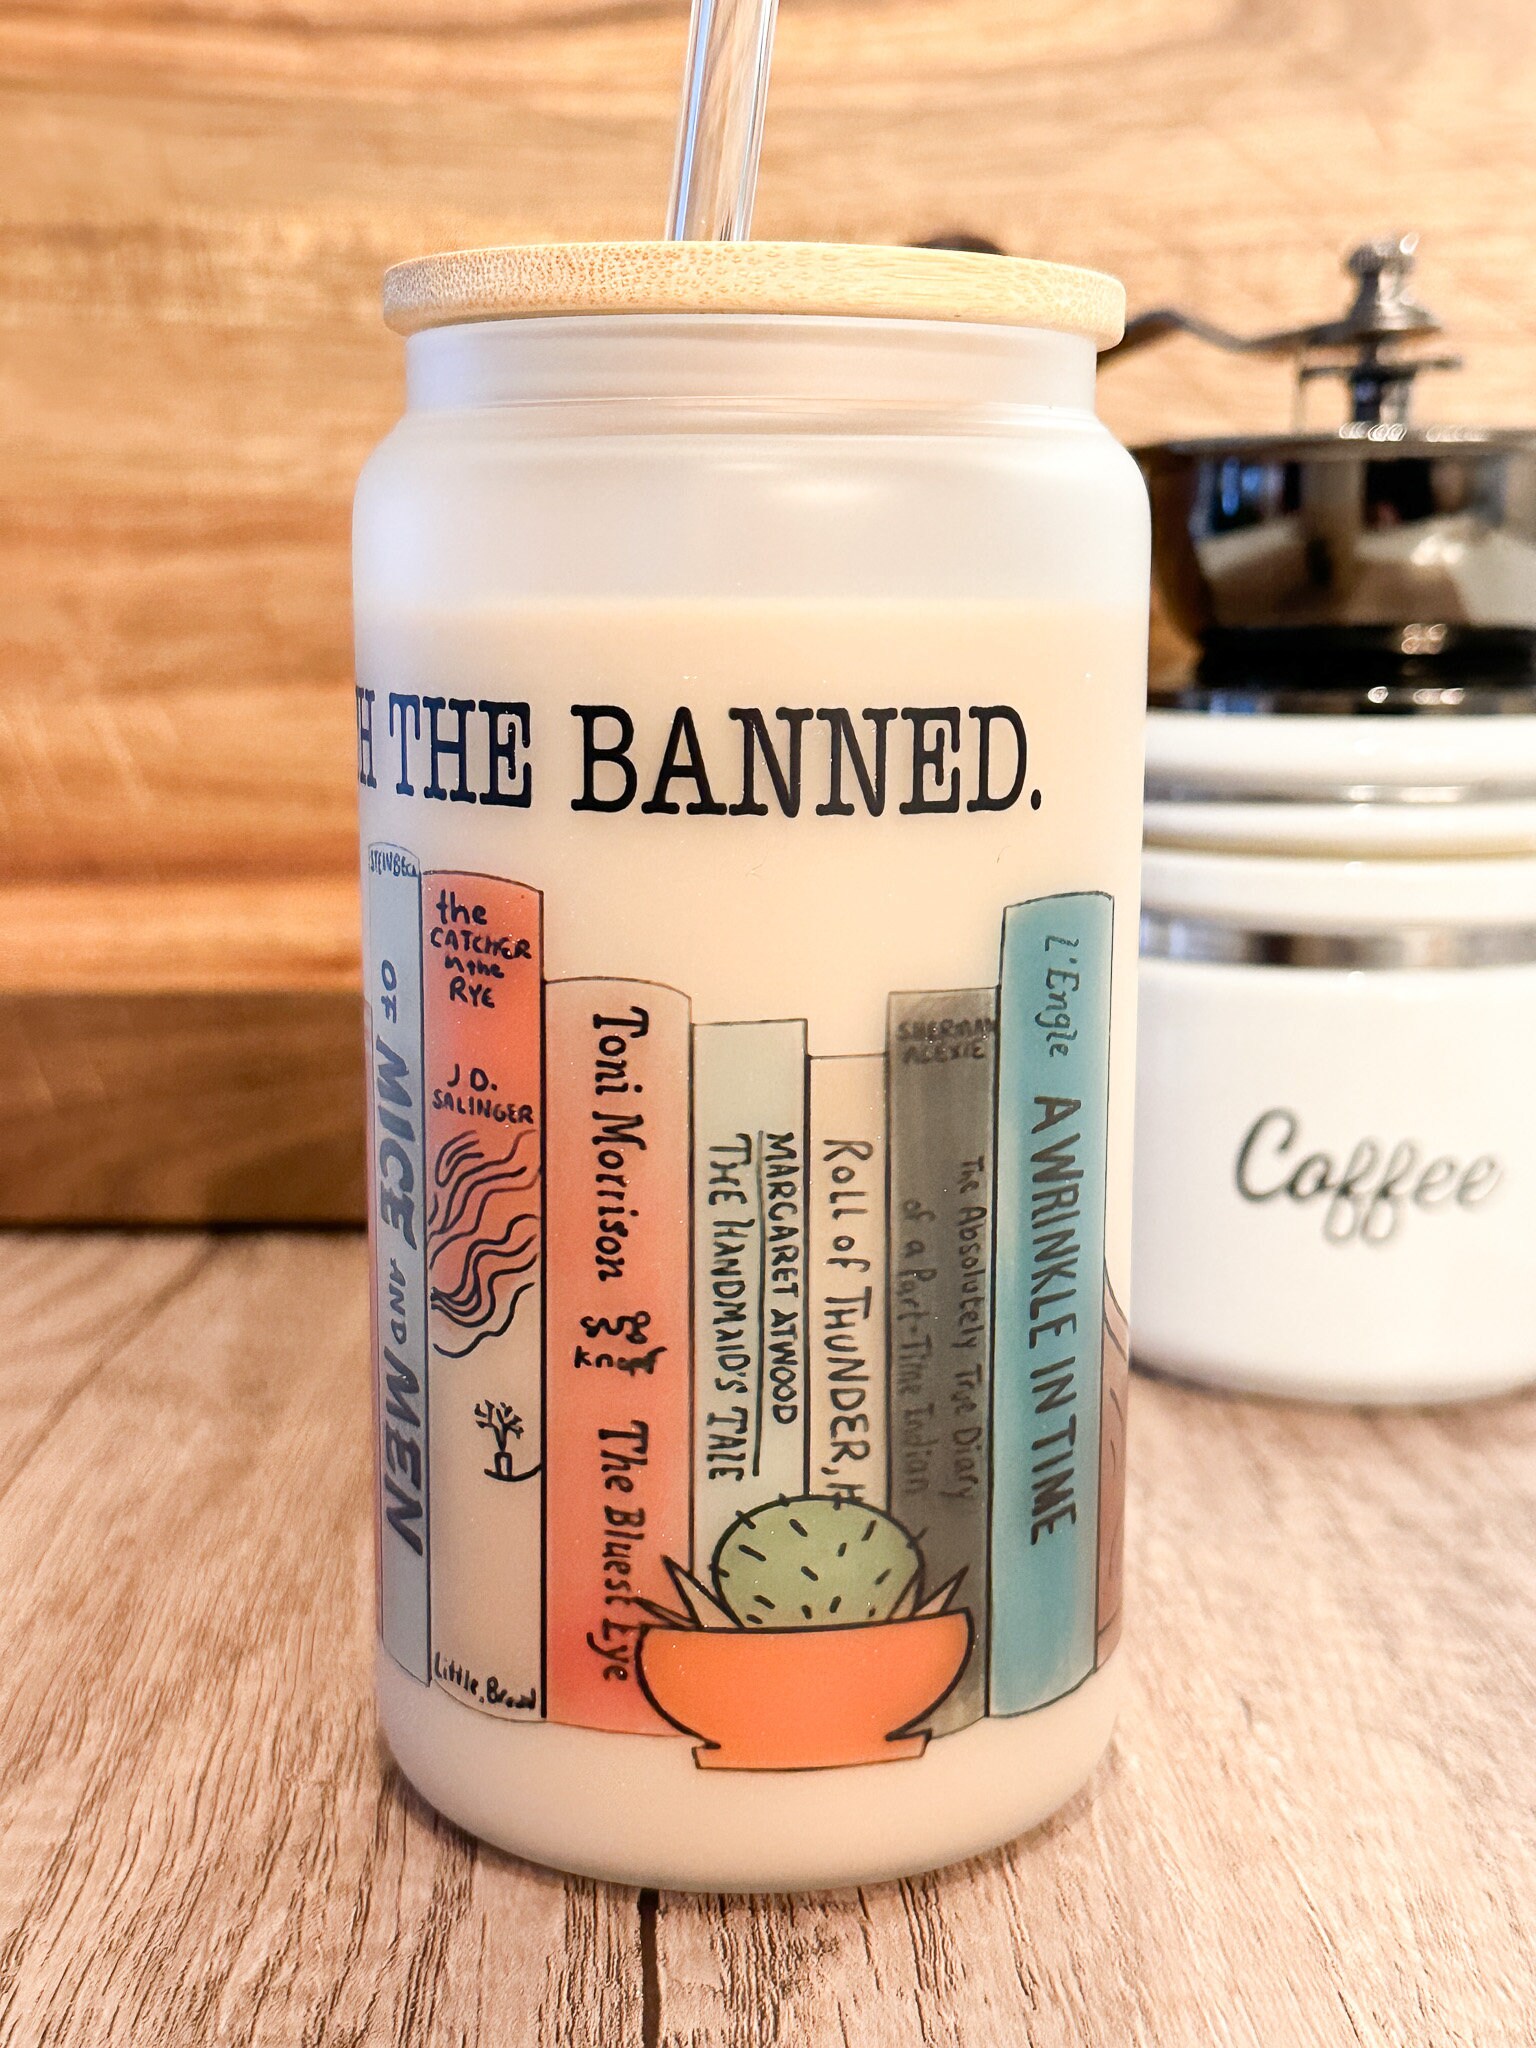 H THE BANNED.
STEINBECK
OF MICE AND MEN
the
CATCHER
in the
RYE
J.D.
SALINGER
Little, Brown
Toni Morrison
The Bluest Eye
MARGARET ATWOOD
THE HANDMAID'S TALE
Roll of THUNDER, H
SHERMAN
ALEXIE
The Absolutely True Diary
of a Part-Time Indian
L'Engle A WRINKLE IN TIME
Coffee